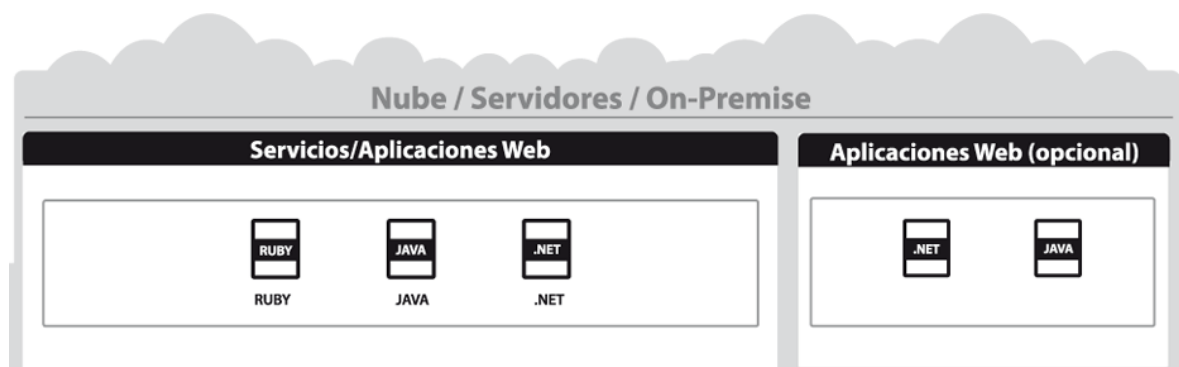 Nube / Servidores / On-Premise
Servicios/Aplicaciones Web
RUBY JAVA .NET
RUBY JAVA .NET
Aplicaciones Web (opcional)
.NET JAVA